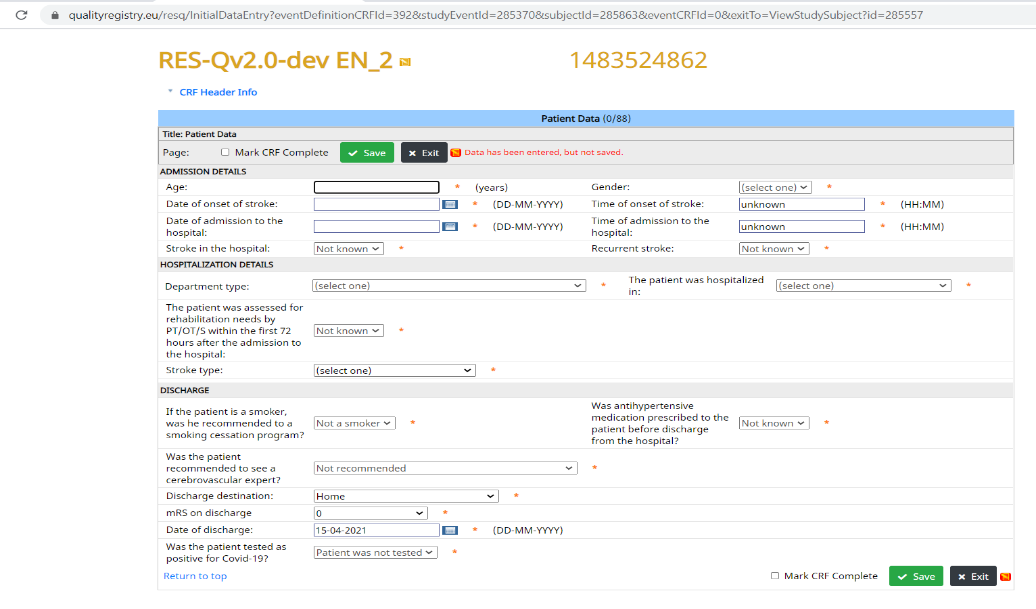 qualityregistry.eu/resq/InitialDataEntry?eventDefinitionCRFId=392&studyEventId=285370&subjectId=285863&eventCRFId=0&exitTo=ViewStudySubject?id=285557
RES-Qv2.0-dev EN_2
1483524862
CRF Header Info
Patient Data (0/88)
Title: Patient Data
Page: Mark CRF Complete Save Exit Data has been entered, but not saved.
ADMISSION DETAILS
Age: * (years) Gender: (select one) *
Date of onset of stroke: * (DD-MM-YYYY) Time of onset of stroke: unknown * (HH:MM)
Date of admission to the
hospital: * (DD-MM-YYYY)
Time of admission to the
hospital: unknown * (HH:MM)
Stroke in the hospital: Not known * Recurrent stroke: Not known *
HOSPITALIZATION DETAILS
Department type: (select one) *
The patient was hospitalized
in: (select one) *
The patient was assessed for
rehabilitation needs by
PT/OT/S within the first 72
hours after the admission to
the hospital:
Not known *
Stroke type: (select one) *
DISCHARGE
If the patient is a smoker,
was he recommended to a
smoking cessation program?
Not a smoker *
Was antihypertensive
medication prescribed to the
patient before discharge
from the hospital?
Not known *
Was the patient
recommended to see a
cerebrovascular expert?
Not recommended *
Discharge destination: Home *
mRS on discharge 0 *
Date of discharge: 15-04-2021 * (DD-MM-YYYY)
Was the patient tested as
positive for Covid-19?
Patient was not tested *
Return to top
Mark CRF Complete Save Exit